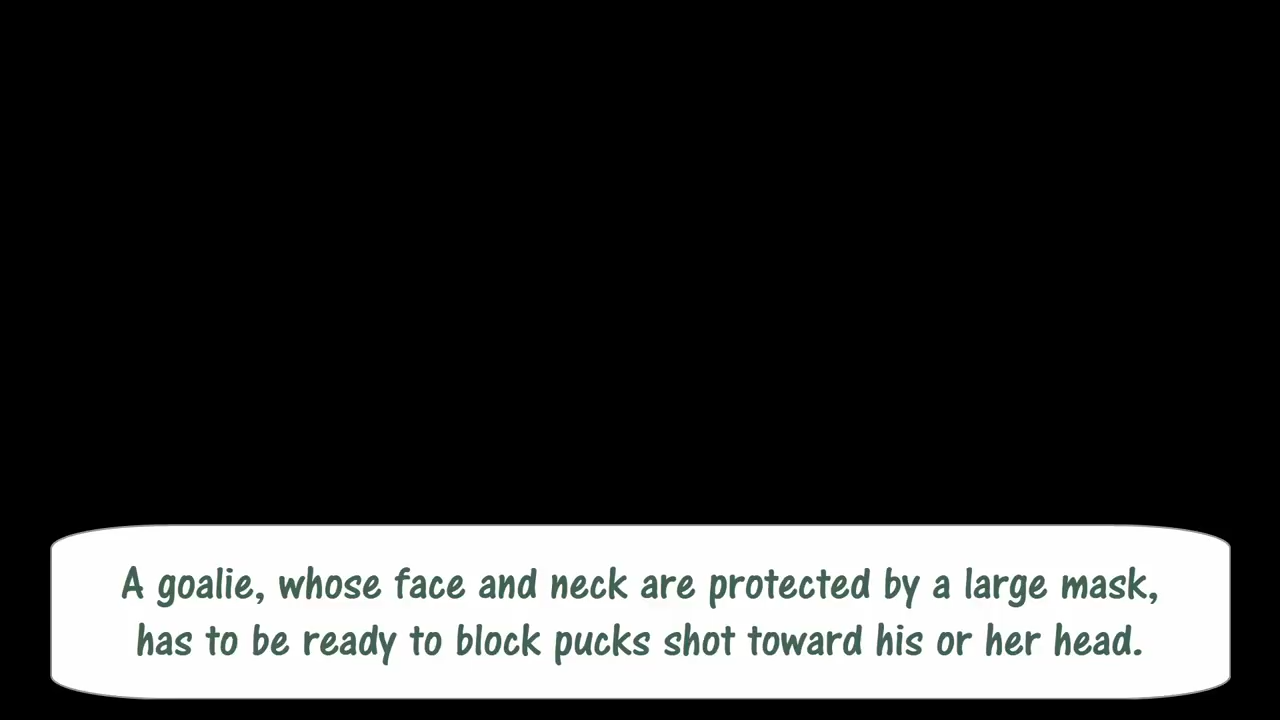 A goalie, whose face and neck are protected by a large mask,
has to be ready to block pucks shot toward his or her head.